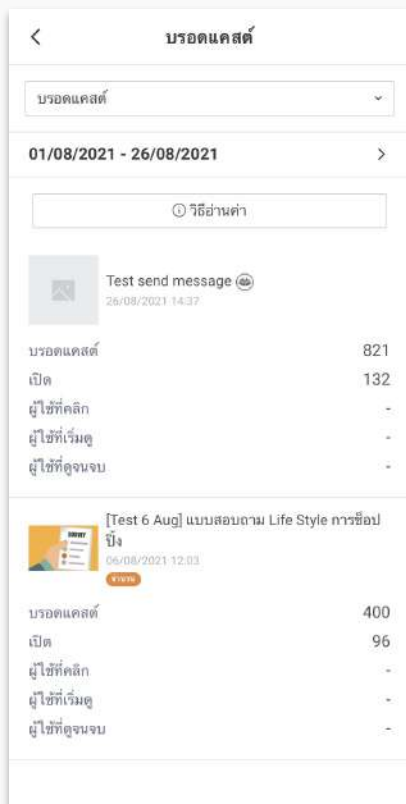 บรอดแคสต์
บรอดแคสต์
01/08/2021 - 26/08/2021
วิธีอ่านค่า
Test send message
26/08/2021 14:37
บรอดแคสต์ 821
เปิด 132
ผู้ใช้ที่คลิก -
ผู้ใช้ที่เริ่มดู -
ผู้ใช้ที่ดูจนจบ -
[Test 6 Aug] แบบสอบถาม Life Style การช็อป
ปิ้ง
SURVEY
06/08/2021 12:03
จำนวน
บรอดแคสต์ 400
เปิด 96
ผู้ใช้ที่คลิก -
ผู้ใช้ที่เริ่มดู -
ผู้ใช้ที่ดูจนจบ -